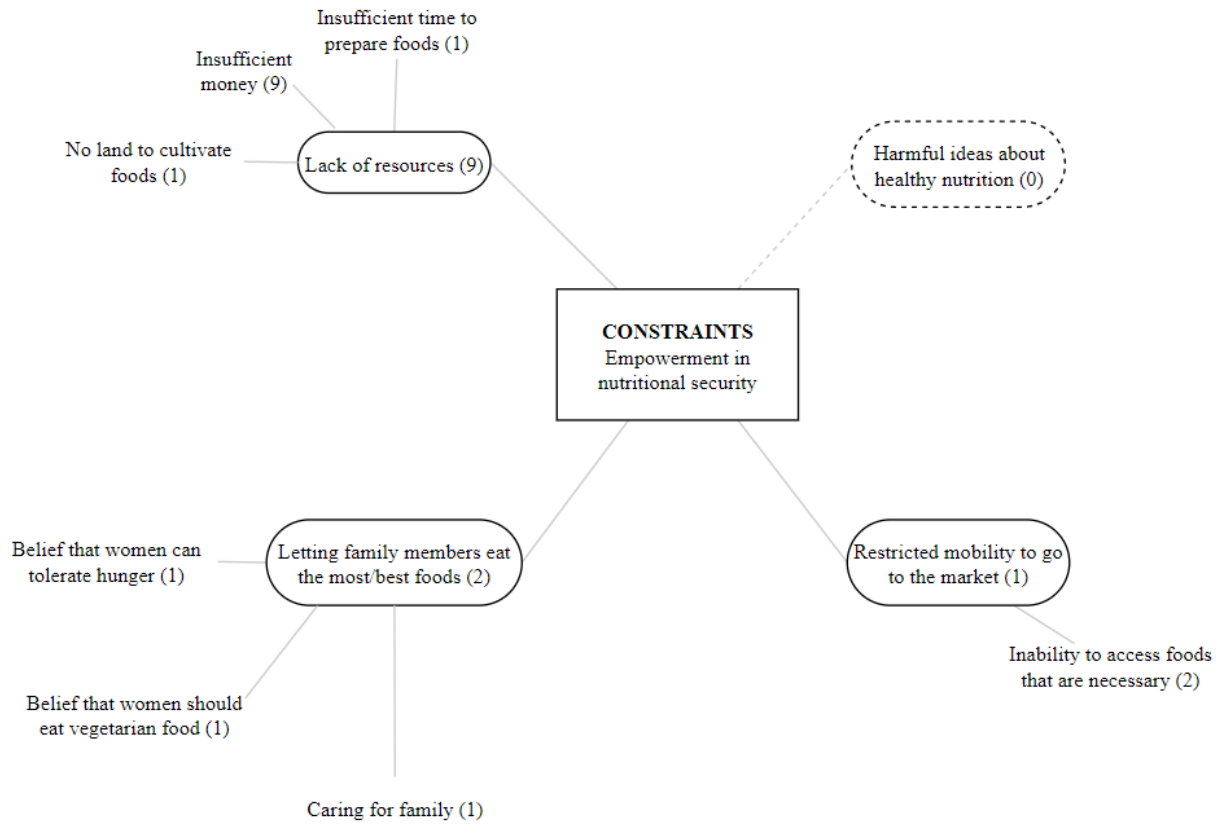 Insufficient time to
prepare foods (1)
Insufficient
money (9)
No land to cultivate
foods (1)
Lack of resources (9)
Harmful ideas about
healthy nutrition (0)
CONSTRAINTS
Empowerment in
nutritional security
Belief that women can
tolerate hunger (1)
Letting family members eat
the most/best foods (2)
Restricted mobility to go
to the market (1)
Inability to access foods
that are necessary (2)
Belief that women should
eat vegetarian food (1)
Caring for family (1)